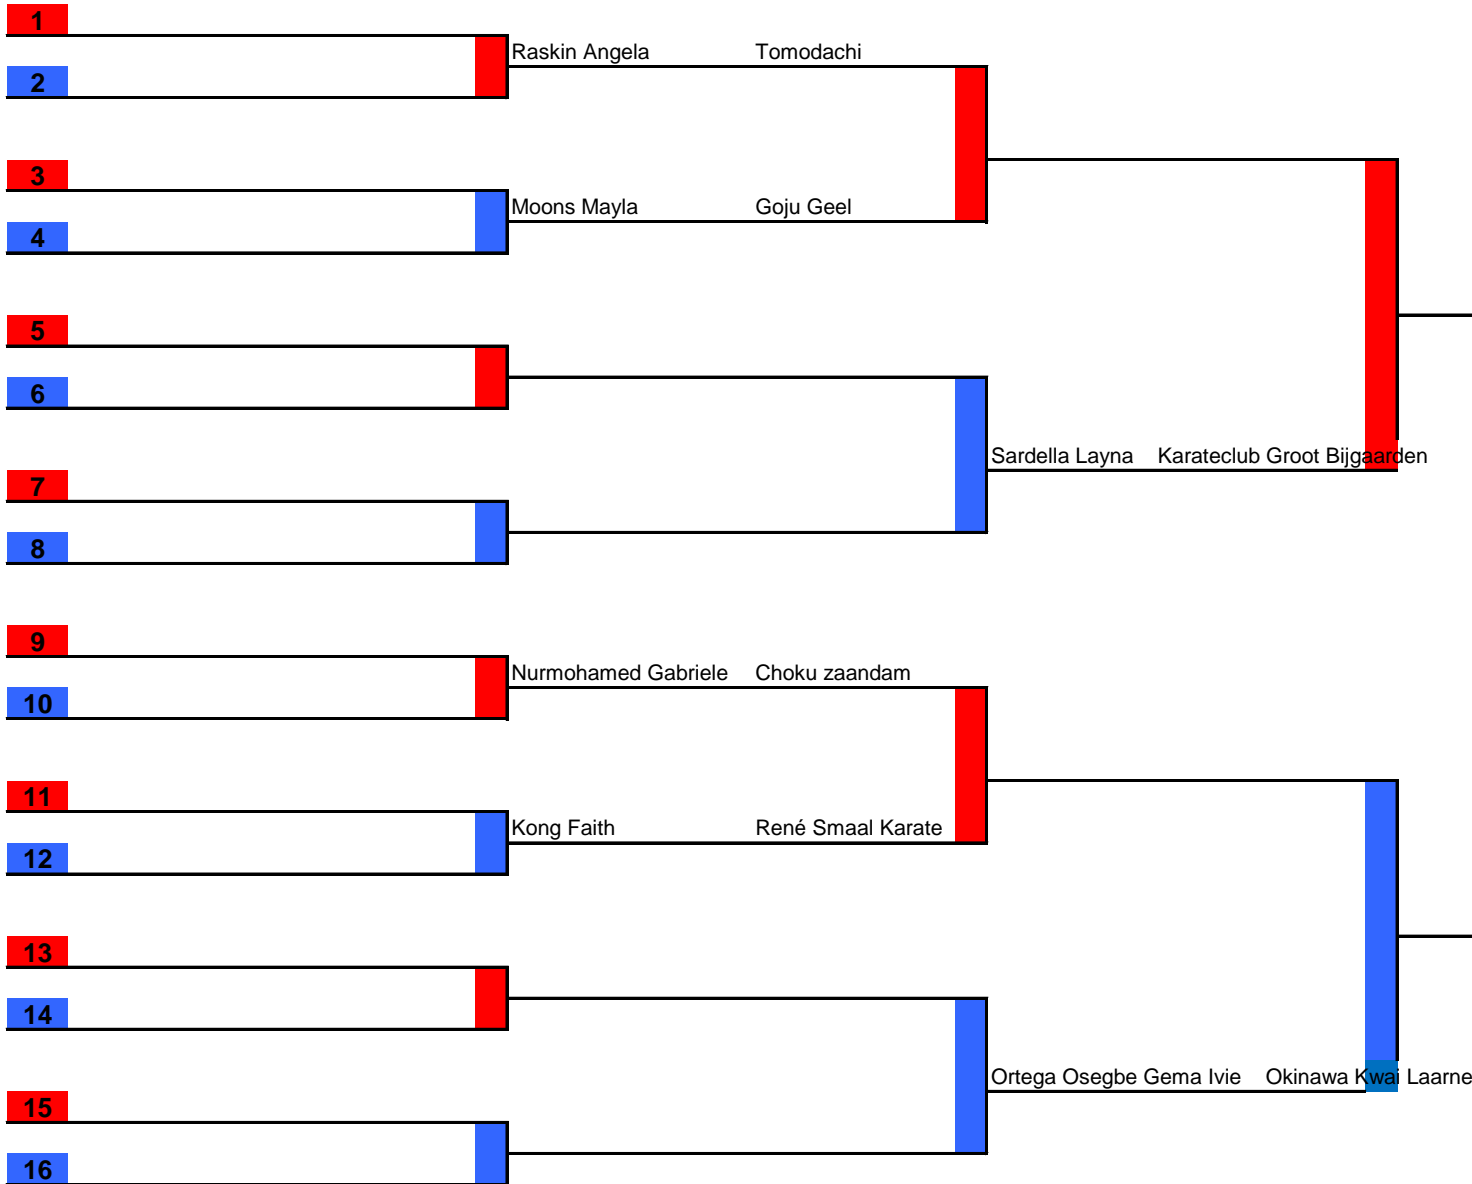 1
Raskin Angela Tomodachi
2
3
Moons Mayla Goju Geel
4
5
6
Sardella Layna Karateclub Groot Bijgaarden
7
8
9
Nurmohamed Gabriele Choku zaandam
10
11
Kong Faith René Smaal Karate
12
13
14
Ortega Osegbe Gema Ivie Okinawa Kwai Laarne
15
16